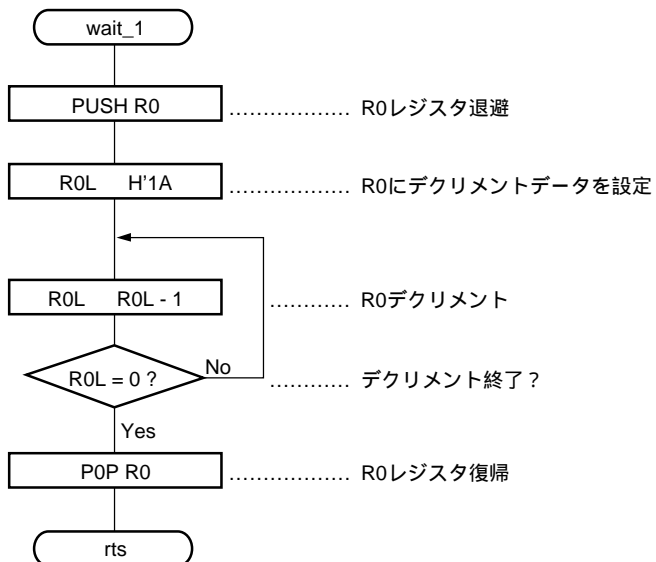 wait_1
PUSH R0 .................. R0レジスタ退避
R0L H'1A .................. R0にデクリメントデータを設定
R0L R0L - 1 ............ R0デクリメント
R0L = 0 ? No ............ デクリメント終了？
Yes
P0P R0 .................. R0レジスタ復帰
rts